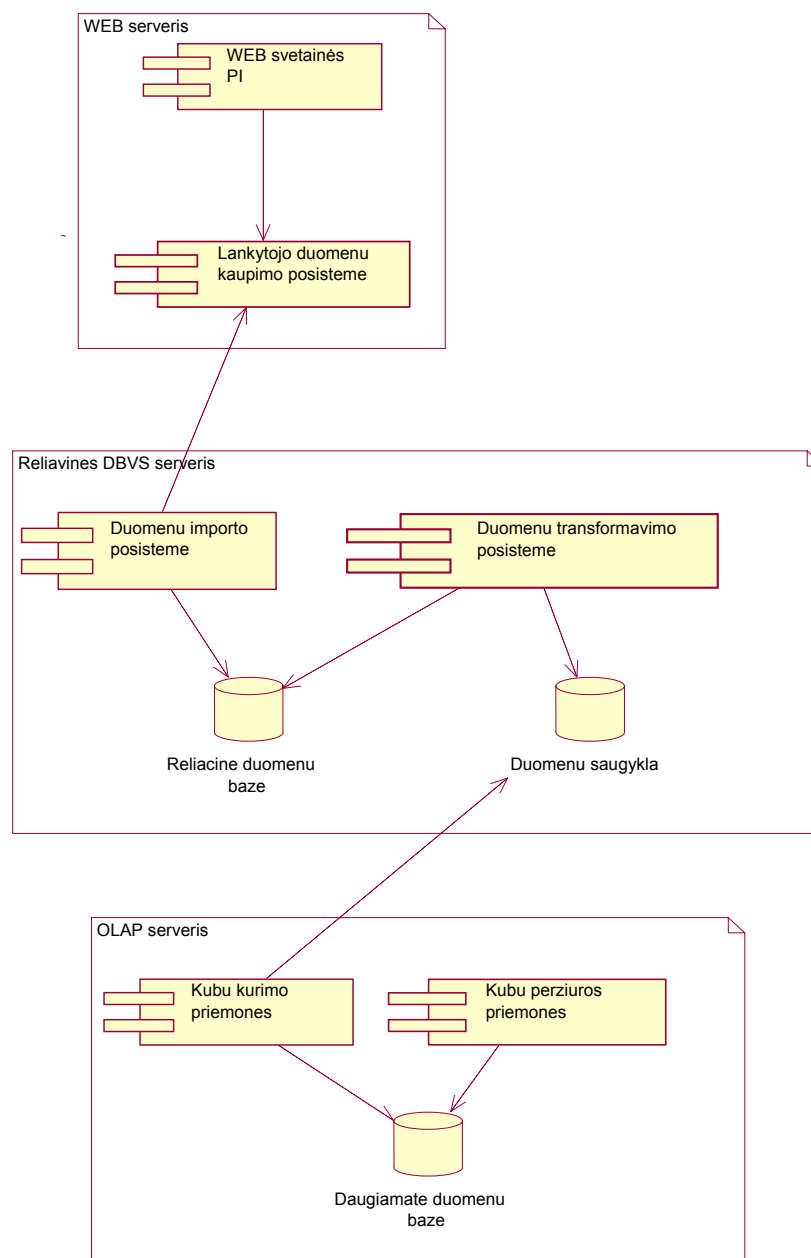 WEB serveris
WEB svetainės
PI
Lankytojo duomenu
kaupimo posisteme
Reliavines DBVS serveris
Duomenu importo
posisteme
Duomenu transformavimo
posisteme
Reliacine duomenu
baze
Duomenu saugykla
OLAP serveris
Kubu kurimo
priemones
Kubu perziuros
priemones
Daugiamate duomenu
baze